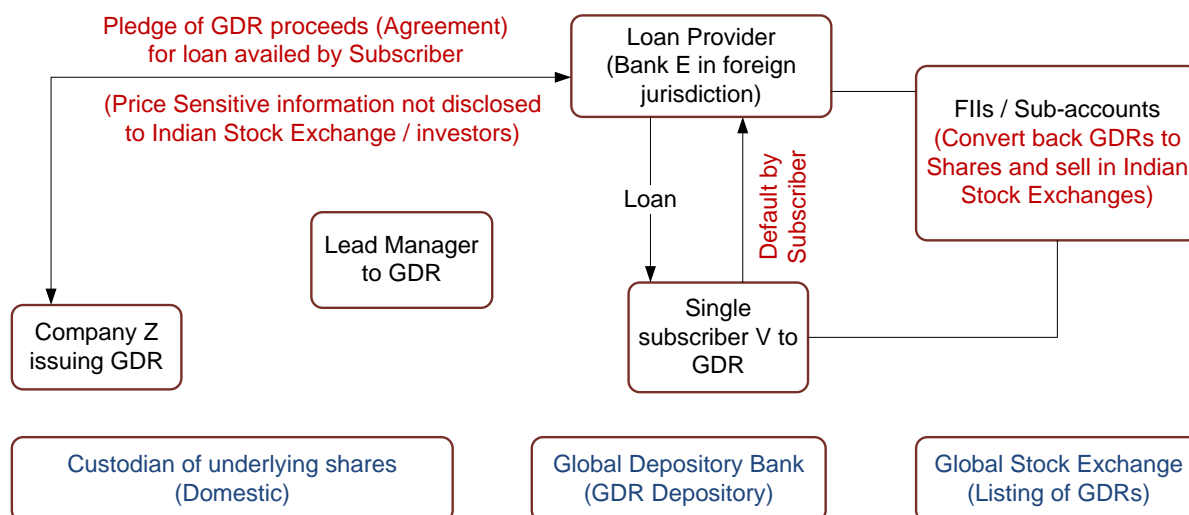 Pledge of GDR proceeds (Agreement)
for loan availed by Subscriber
(Price Sensitive information not disclosed
to Indian Stock Exchange / investors)
Loan Provider
(Bank E in foreign
jurisdiction)
FIIs / Sub-accounts
(Convert back GDRs to
Shares and sell in Indian
Stock Exchanges)
Loan
Default by
Subscriber
Lead Manager
to GDR
Company Z
issuing GDR
Single
subscriber V to
GDR
Custodian of underlying shares
(Domestic)
Global Depository Bank
(GDR Depository)
Global Stock Exchange
(Listing of GDRs)